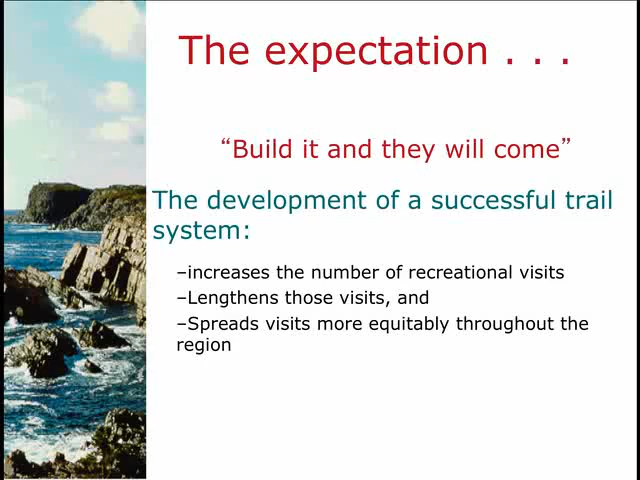 The expectation . . .
“Build it and they will come”
The development of a successful trail
system:
–increases the number of recreational visits
–Lengthens those visits, and
–Spreads visits more equitably throughout the
region